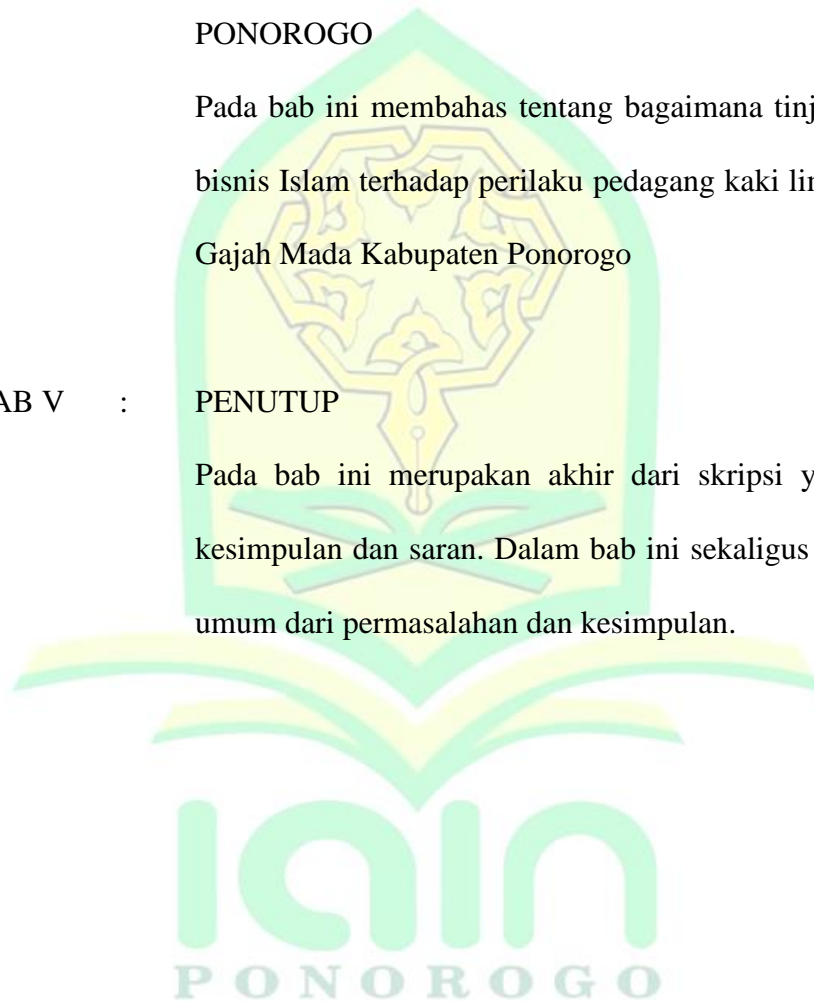 PONOROGO
Pada bab ini membahas tentang bagaimana tinj
bisnis Islam terhadap perilaku pedagang kaki lin
Gajah Mada Kabupaten Ponorogo
AB V : PENUTUP
Pada bab ini merupakan akhir dari skripsi y
kesimpulan dan saran. Dalam bab ini sekaligus
umum dari permasalahan dan kesimpulan.
iain
PONOROGO